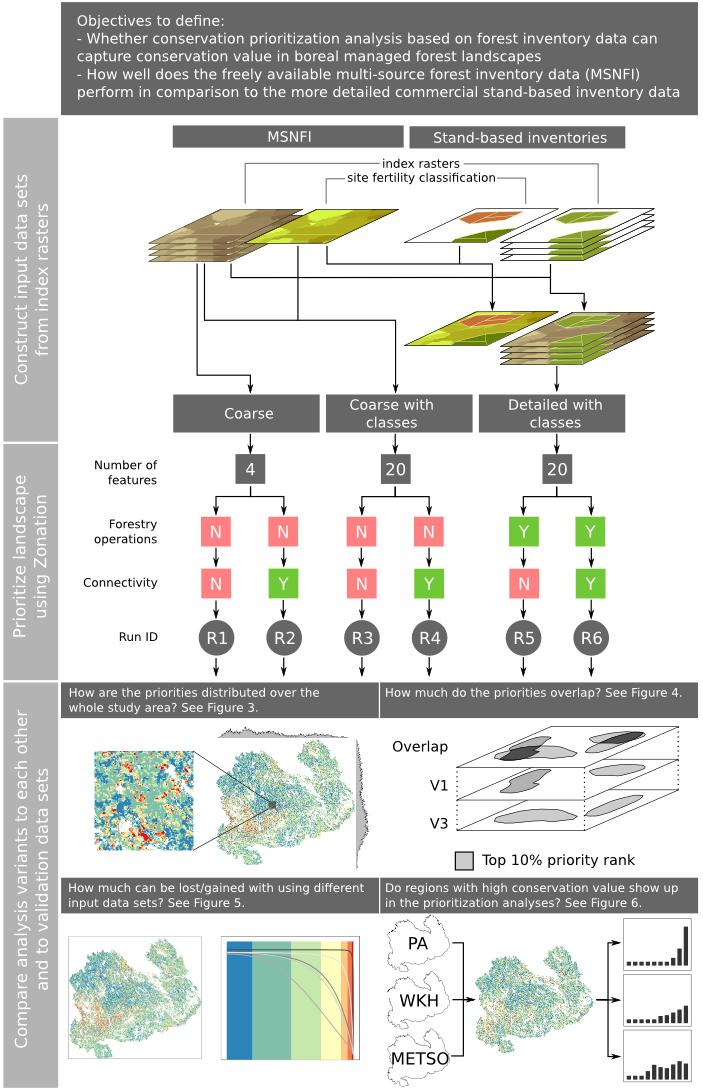 Objectives to define:
- Whether conservation prioritization analysis based on forest inventory data can
capture conservation value in boreal managed forest landscapes
- How well does the freely available multi-source forest inventory data (MSNFI)
perform in comparison to the more detailed commercial stand-based inventory data
Construct input data sets
from index rasters
MSNFI
Stand-based inventories
index rasters
site fertility classification
Coarse
Coarse with
classes
Detailed with
classes
Prioritize landscape
using Zonation
Number of
features
4
20
20
Forestry
operations
N
N
N
N
Y
Y
Connectivity
N
Y
N
Y
N
Y
Run ID
R1
R2
R3
R4
R5
R6
Compare analysis variants to each other
and to validation data sets
How are the priorities distributed over the
whole study area? See Figure 3.
How much do the priorities overlap? See Figure 4.
Overlap
V1
V3
Top 10% priority rank
How much can be lost/gained with using different
input data sets? See Figure 5.
Do regions with high conservation value show up
in the prioritization analyses? See Figure 6.
PA
WKH
METSO